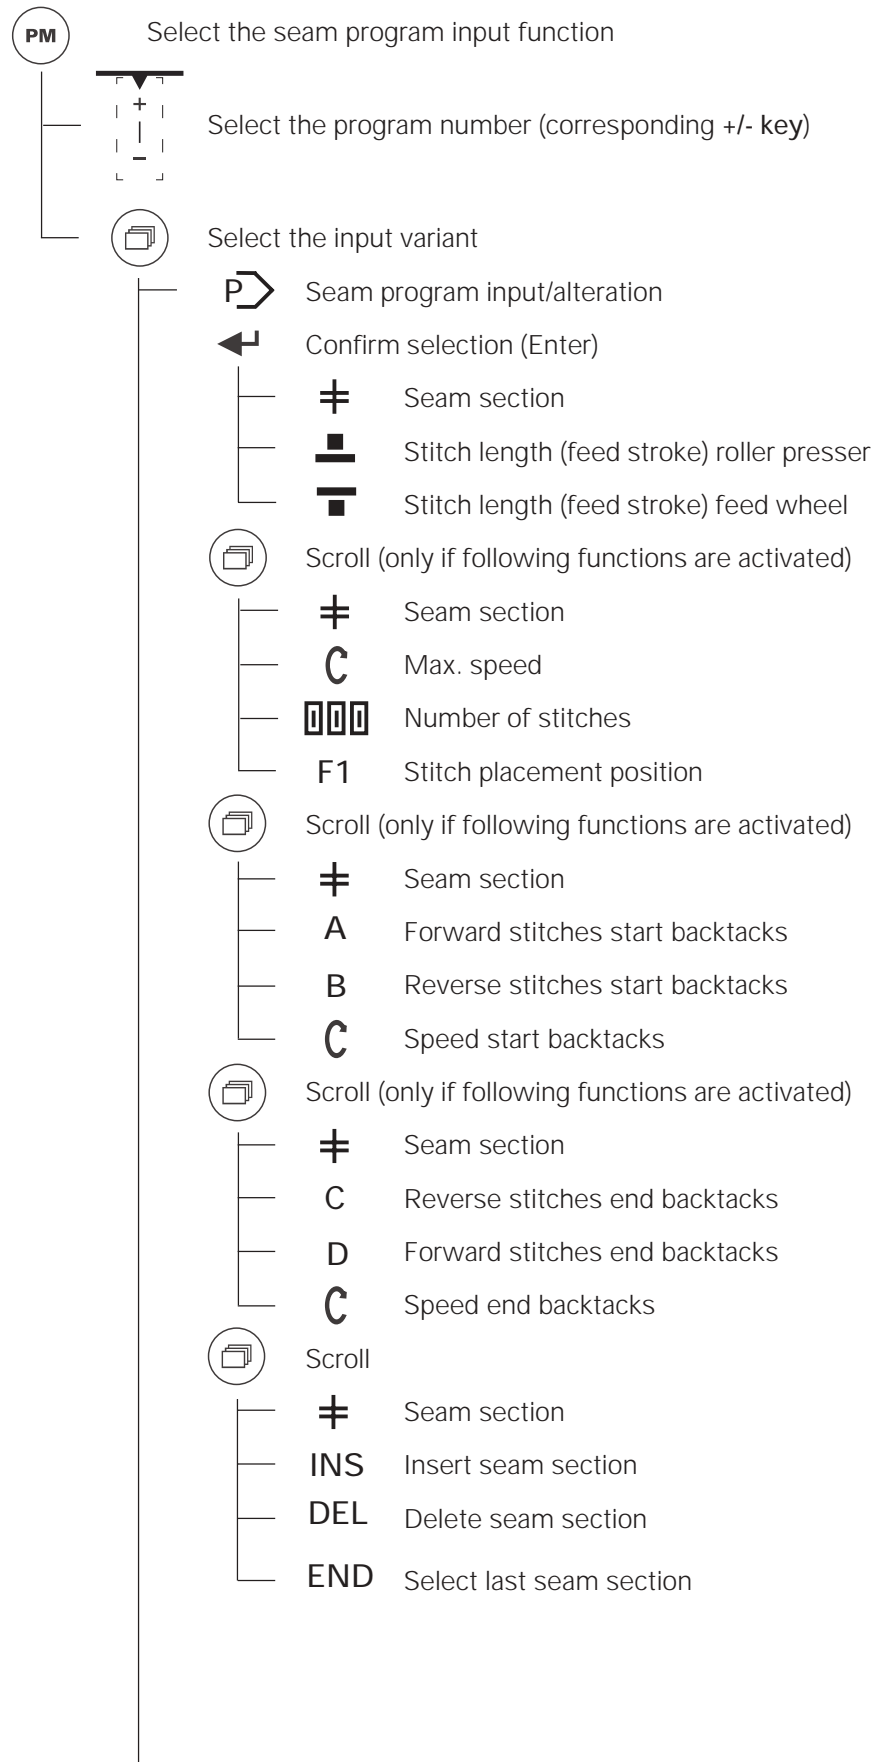 PM Select the seam program input function
+ - Select the program number (corresponding +/- key)
Select the input variant
P Seam program input/alteration
Confirm selection (Enter)
Seam section
Stitch length (feed stroke) roller presser
Stitch length (feed stroke) feed wheel
Scroll (only if following functions are activated)
Seam section
Max. speed
Number of stitches
F1 Stitch placement position
Scroll (only if following functions are activated)
Seam section
A Forward stitches start backtacks
B Reverse stitches start backtacks
Speed start backtacks
Scroll (only if following functions are activated)
Seam section
C Reverse stitches end backtacks
D Forward stitches end backtacks
Speed end backtacks
Scroll
Seam section
INS Insert seam section
DEL Delete seam section
END Select last seam section